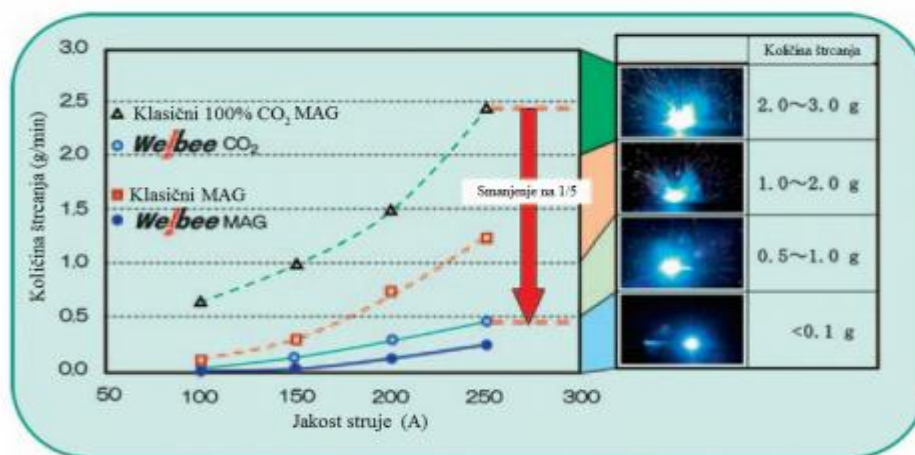 3.0
2.5
2.0
1.5
1.0
0.5
0.0
Količina štrcanja (g/min)
Klasični 100% CO₂ MAG
Welbee CO₂
Klasični MAG
Welbee MAG
Smanjenje na 1/5
50 100 150 200 250 300
Jakost struje (A)
Količina štrcanja
2.0~3.0 g
1.0~2.0 g
0.5~1.0 g
<0.1 g